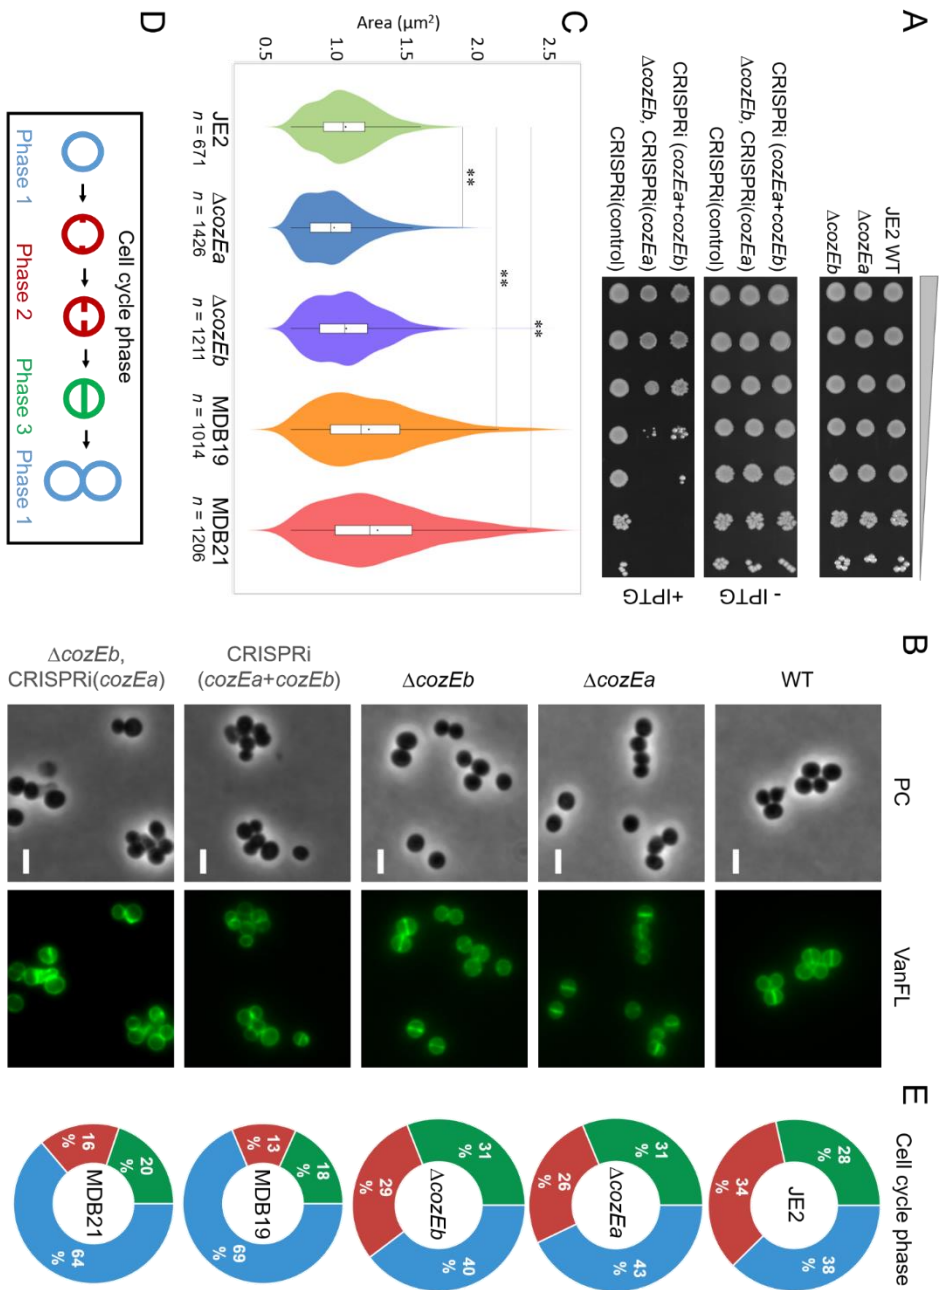 A
JE2 WT
ΔcozEa
ΔcozEb
CRISPRi (cozEa+cozEb)
ΔcozEb, CRISPRi(cozEa)
CRISPRi(control)
- IPTG
CRISPRi (cozEa+cozEb)
ΔcozEb, CRISPRi(cozEa)
CRISPRi(control)
+IPTG
B
PC
VanFL
WT
ΔcozEa
ΔcozEb
CRISPRi
(cozEa+cozEb)
ΔcozEb,
CRISPRi(cozEa)
C
Area (μm²)
2.5
2.0
1.5
1.0
0.5
**
**
**
JE2
n = 671
ΔcozEa
n = 1426
ΔcozEb
n = 1211
MDB19
n = 1014
MDB21
n = 1206
D
Cell cycle phase
Phase 1
Phase 2
Phase 3
Phase 1
E
Cell cycle phase
JE2
28
%
34
%
38
%
ΔcozEa
31
%
26
%
43
%
ΔcozEb
31
%
29
%
40
%
MDB19
18
%
13
%
69
%
MDB21
20
%
16
%
64
%